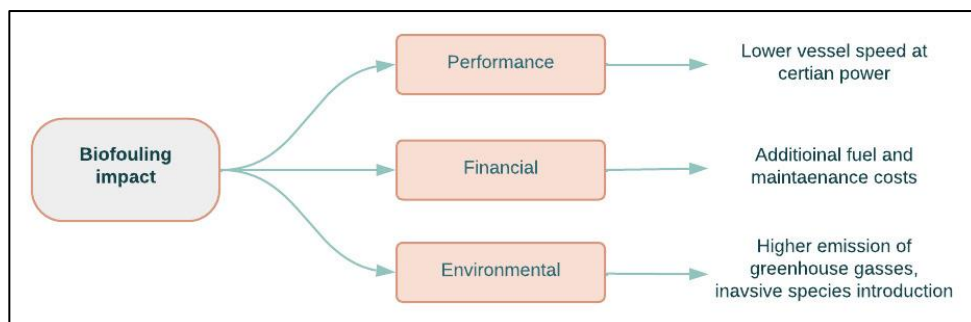 Biofouling
impact
Performance
Lower vessel speed at
certian power
Financial
Additioinal fuel and
maintaenance costs
Environmental
Higher emission of
greenhouse gasses,
inavsive species introduction